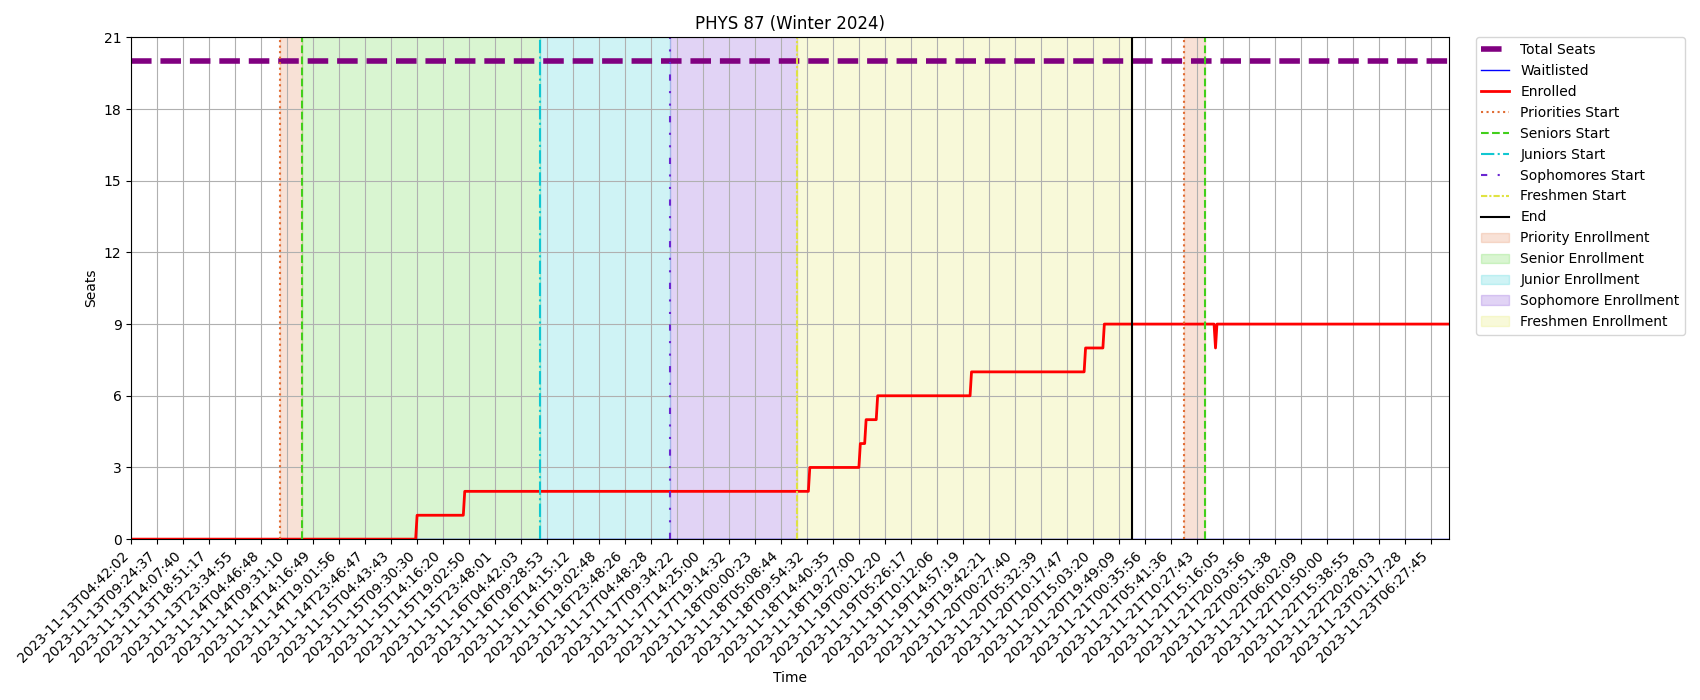 PHYS 87 (Winter 2024)
21
18
15
12
9
6
3
0
Seats
2023-11-13T04:42:02
2023-11-13T09:24:37
2023-11-13T14:07:40
2023-11-13T18:51:17
2023-11-13T23:34:55
2023-11-14T04:46:48
2023-11-14T09:31:10
2023-11-14T14:16:49
2023-11-14T19:01:56
2023-11-14T23:46:47
2023-11-15T04:43:43
2023-11-15T09:30:30
2023-11-15T14:16:20
2023-11-15T19:02:50
2023-11-15T23:48:01
2023-11-16T04:42:03
2023-11-16T09:28:53
2023-11-16T14:15:12
2023-11-16T19:02:48
2023-11-16T23:48:26
2023-11-17T04:48:28
2023-11-17T09:34:22
2023-11-17T14:25:00
2023-11-17T19:14:32
2023-11-18T00:00:23
2023-11-18T05:08:44
2023-11-18T09:54:32
2023-11-18T14:40:35
2023-11-18T19:27:00
2023-11-19T00:12:20
2023-11-19T05:26:17
2023-11-19T10:12:06
2023-11-19T14:57:19
2023-11-19T19:42:21
2023-11-20T00:27:40
2023-11-20T05:32:39
2023-11-20T10:17:47
2023-11-20T15:03:20
2023-11-20T19:49:09
2023-11-21T00:35:56
2023-11-21T05:41:36
2023-11-21T10:27:43
2023-11-21T15:16:05
2023-11-21T20:03:56
2023-11-22T00:51:38
2023-11-22T06:02:09
2023-11-22T10:50:00
2023-11-22T15:38:55
2023-11-22T20:28:03
2023-11-23T01:17:28
2023-11-23T06:27:45
Time
Total Seats
Waitlisted
Enrolled
Priorities Start
Seniors Start
Juniors Start
Sophomores Start
Freshmen Start
End
Priority Enrollment
Senior Enrollment
Junior Enrollment
Sophomore Enrollment
Freshmen Enrollment